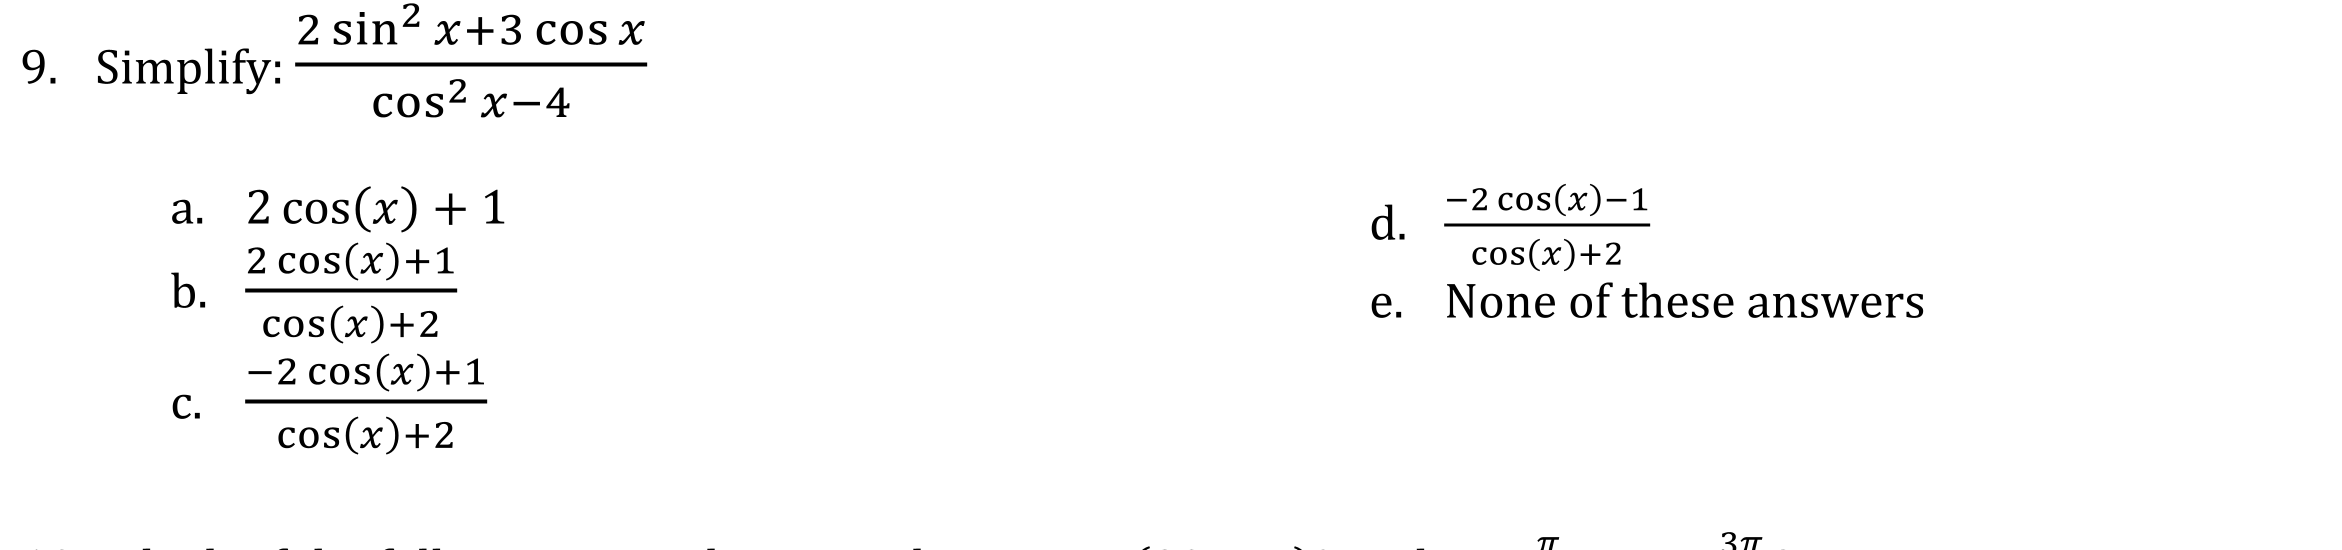 9. Simplify: \frac{2 \sin^2 x+3 \cos x}{\cos^2 x-4}
a. 2 cos(x) + 1
b. \frac{2 \cos(x)+1}{\cos(x)+2}
c. \frac{-2 \cos(x)+1}{\cos(x)+2}
d. \frac{-2 \cos(x)-1}{\cos(x)+2}
e. None of these answers